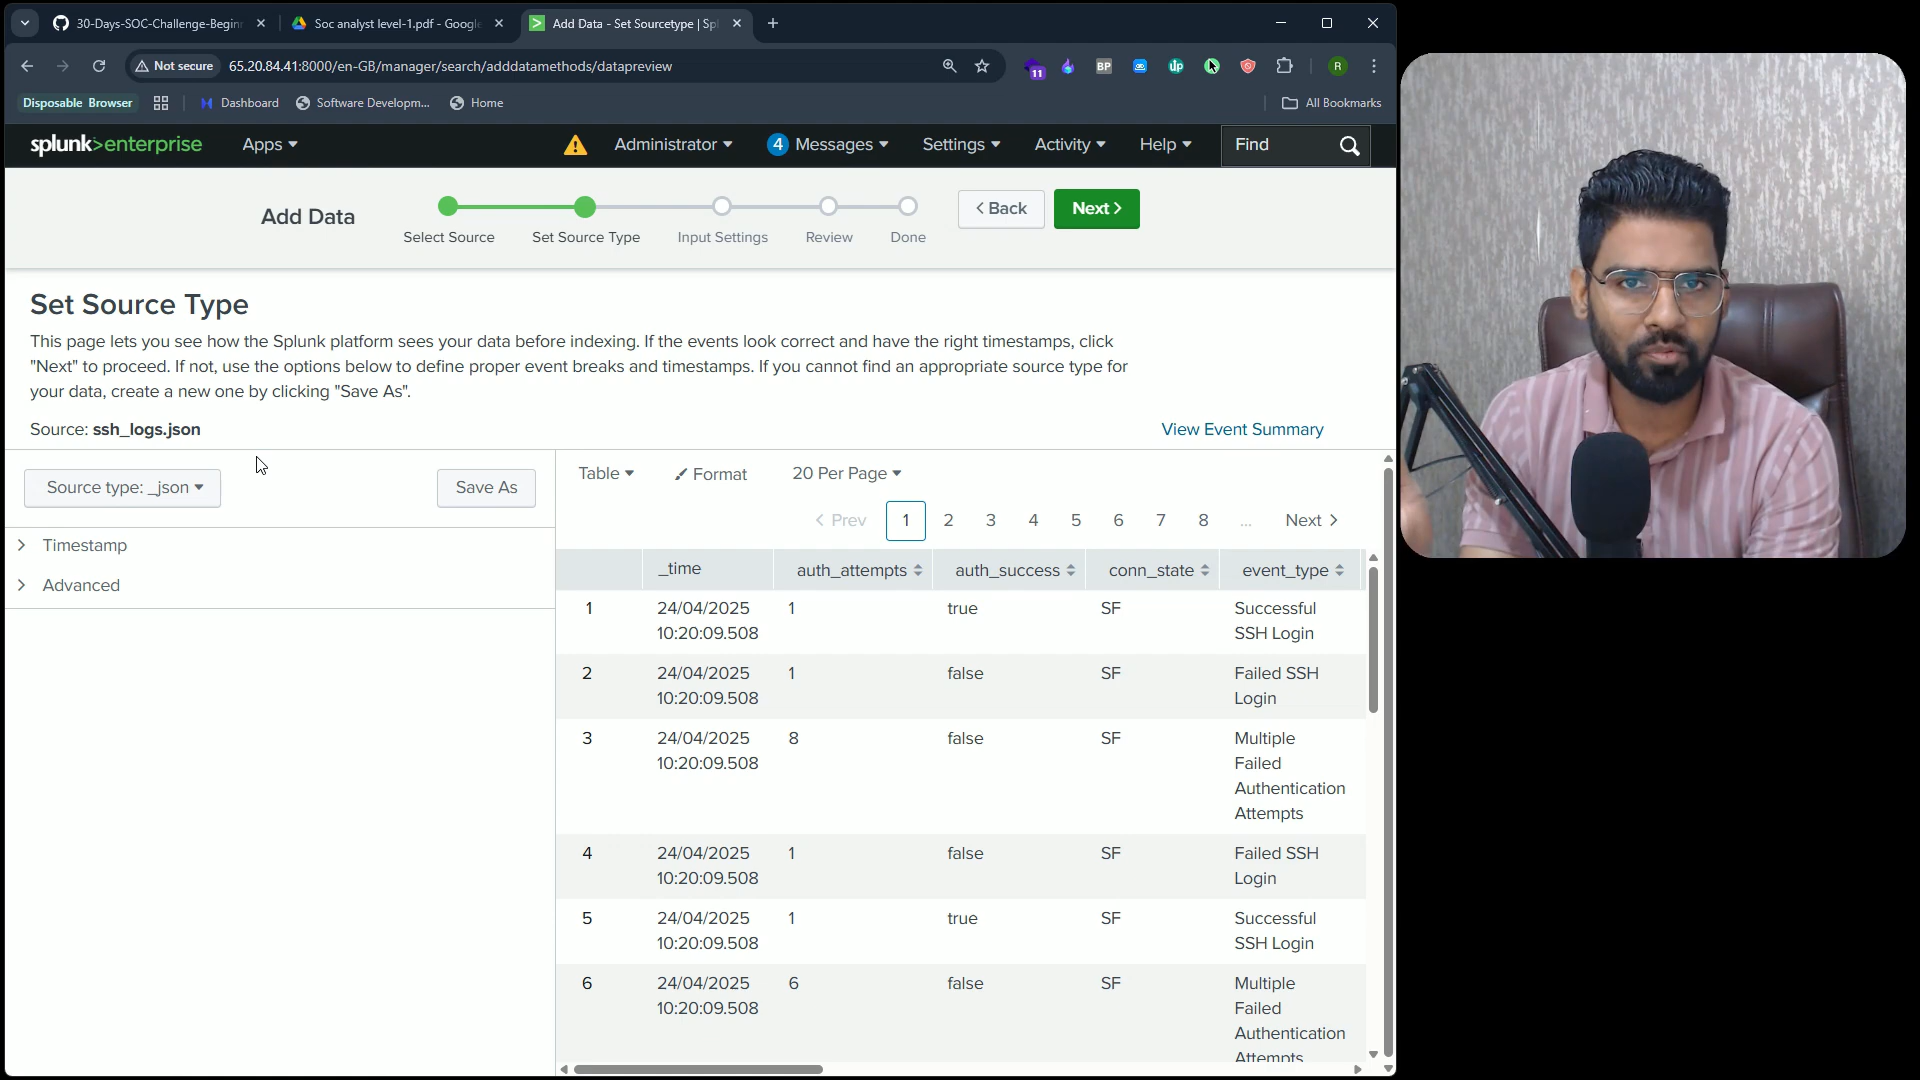 30-Days-SOC-Challenge-Beginn
Soc analyst level-1.pdf - Google
Add Data - Set Sourcetype | Spl
Not secure
65.20.84.41:8000/en-GB/manager/search/adddatamethods/datapreview
11
BP
up
R
Disposable Browser
Dashboard
Software Developm...
Home
All Bookmarks
splunk>enterprise
Apps
Administrator
4 Messages
Settings
Activity
Help
Find
Add Data
Select Source
Set Source Type
Input Settings
Review
Done
< Back
Next >
Set Source Type
This page lets you see how the Splunk platform sees your data before indexing. If the events look correct and have the right timestamps, click
"Next" to proceed. If not, use the options below to define proper event breaks and timestamps. If you cannot find an appropriate source type for
your data, create a new one by clicking "Save As".
Source: ssh_logs.json
View Event Summary
Source type: _json
Save As
Timestamp
Advanced
Table
Format
20 Per Page
< Prev 1 2 3 4 5 6 7 8 ... Next >
_time auth_attempts auth_success conn_state event_type
1 24/04/2025 1 true SF Successful
10:20:09.508 SSH Login
2 24/04/2025 1 false SF Failed SSH
10:20:09.508 Login
3 24/04/2025 8 false SF Multiple
10:20:09.508 Failed
Authentication
Attempts
4 24/04/2025 1 false SF Failed SSH
10:20:09.508 Login
5 24/04/2025 1 true SF Successful
10:20:09.508 SSH Login
6 24/04/2025 6 false SF Multiple
10:20:09.508 Failed
Authentication
Attempts